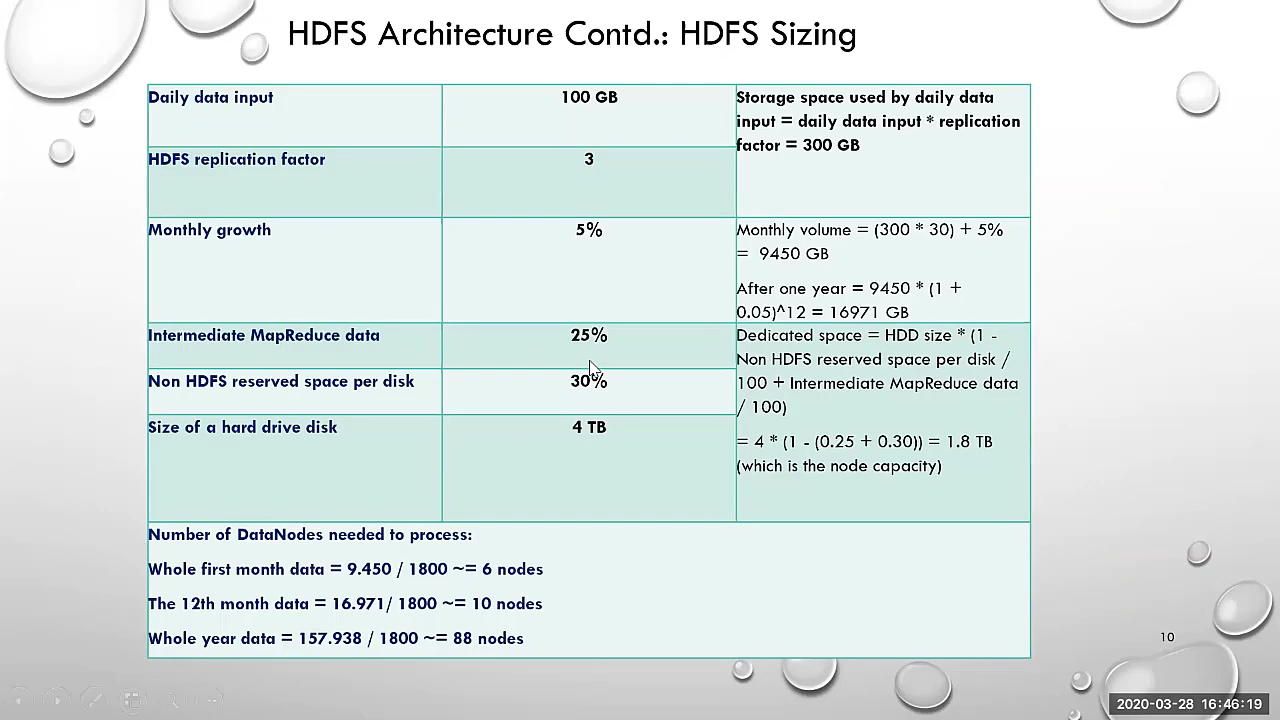 HDFS Architecture Contd.: HDFS Sizing
Daily data input
100 GB
Storage space used by daily data
input = daily data input * replication
factor = 300 GB
HDFS replication factor
3
Monthly growth
5%
Monthly volume = (300 * 30) + 5%
= 9450 GB
After one year = 9450 * (1 +
0.05)^12 = 16971 GB
Intermediate MapReduce data
25%
Dedicated space = HDD size * (1 -
Non HDFS reserved space per disk /
100 + Intermediate MapReduce data
/ 100)
= 4 * (1 - (0.25 + 0.30)) = 1.8 TB
(which is the node capacity)
Non HDFS reserved space per disk
30%
Size of a hard drive disk
4 TB
Number of DataNodes needed to process:
Whole first month data = 9.450 / 1800 ~= 6 nodes
The 12th month data = 16.971/ 1800 ~= 10 nodes
Whole year data = 157.938 / 1800 ~= 88 nodes
10
2020-03-28 16:46:19